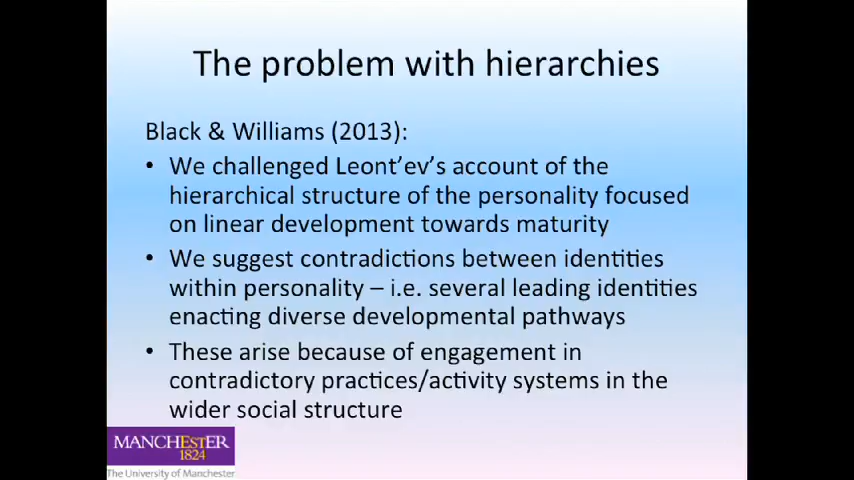 The problem with hierarchies
Black & Williams (2013):
• We challenged Leont’ev’s account of the
hierarchical structure of the personality focused
on linear development towards maturity
• We suggest contradictions between identities
within personality – i.e. several leading identities
enacting diverse developmental pathways
• These arise because of engagement in
contradictory practices/activity systems in the
wider social structure
MANCHESTER
1824
The University of Manchester